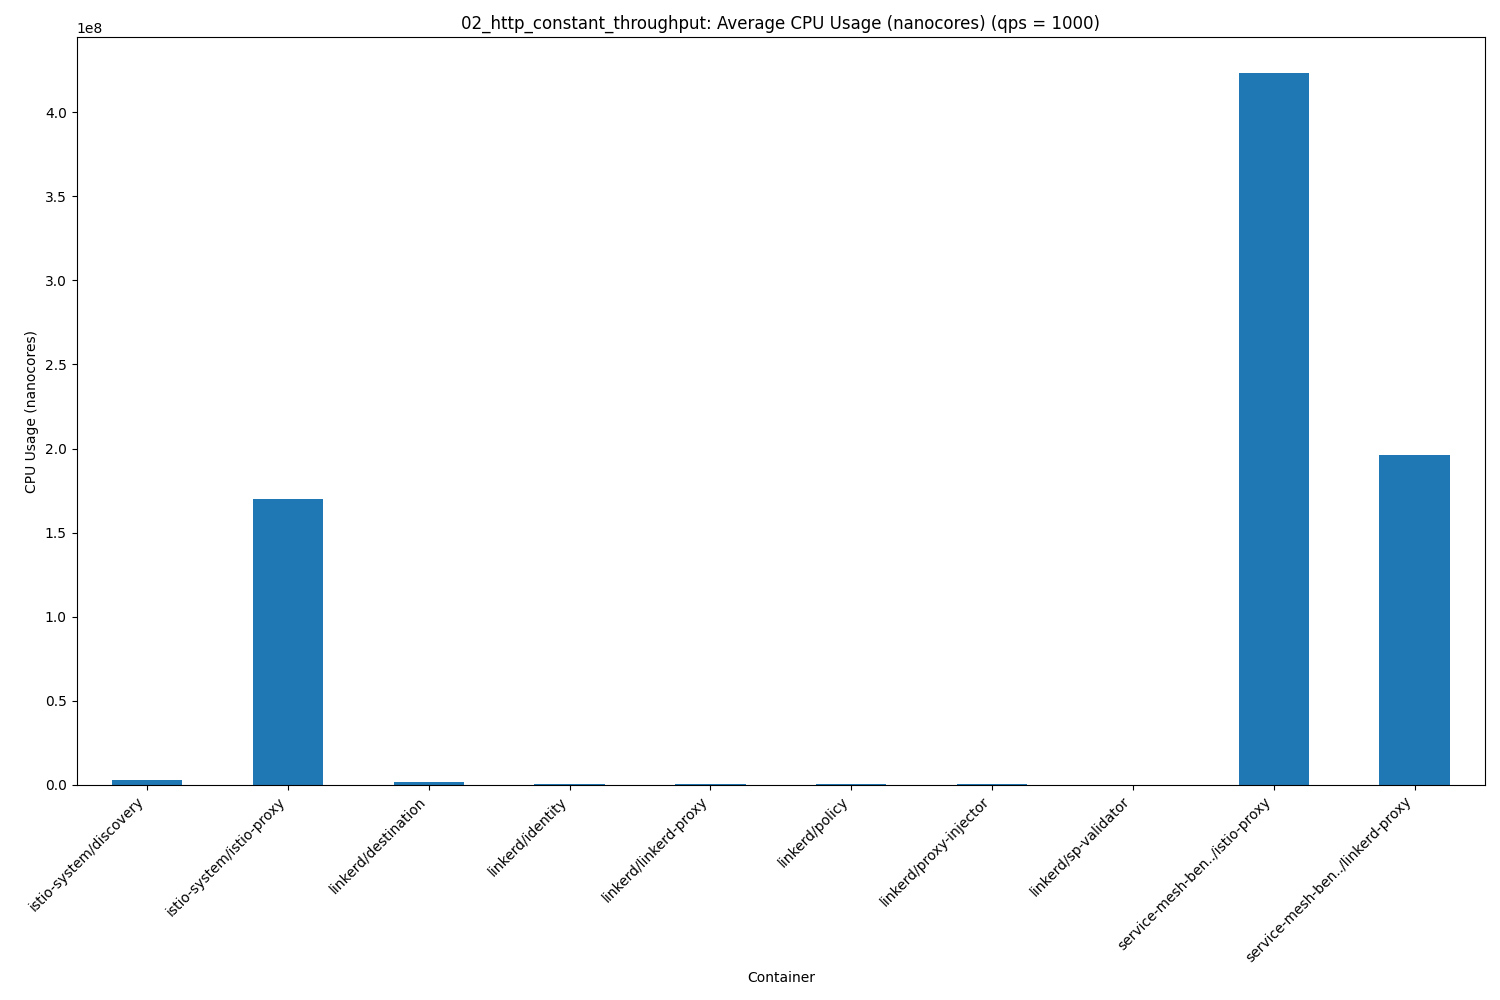 02_http_constant_throughput: Average CPU Usage (nanocores) (qps = 1000)
1e8
4.0
3.5
3.0
2.5
2.0
1.5
1.0
0.5
0.0
CPU Usage (nanocores)
istio-system/discovery
istio-system/istio-proxy
linkerd/destination
linkerd/identity
linkerd/linkerd-proxy
linkerd/policy
linkerd/proxy-injector
linkerd/sp-validator
service-mesh-ben../istio-proxy
service-mesh-ben../linkerd-proxy
Container